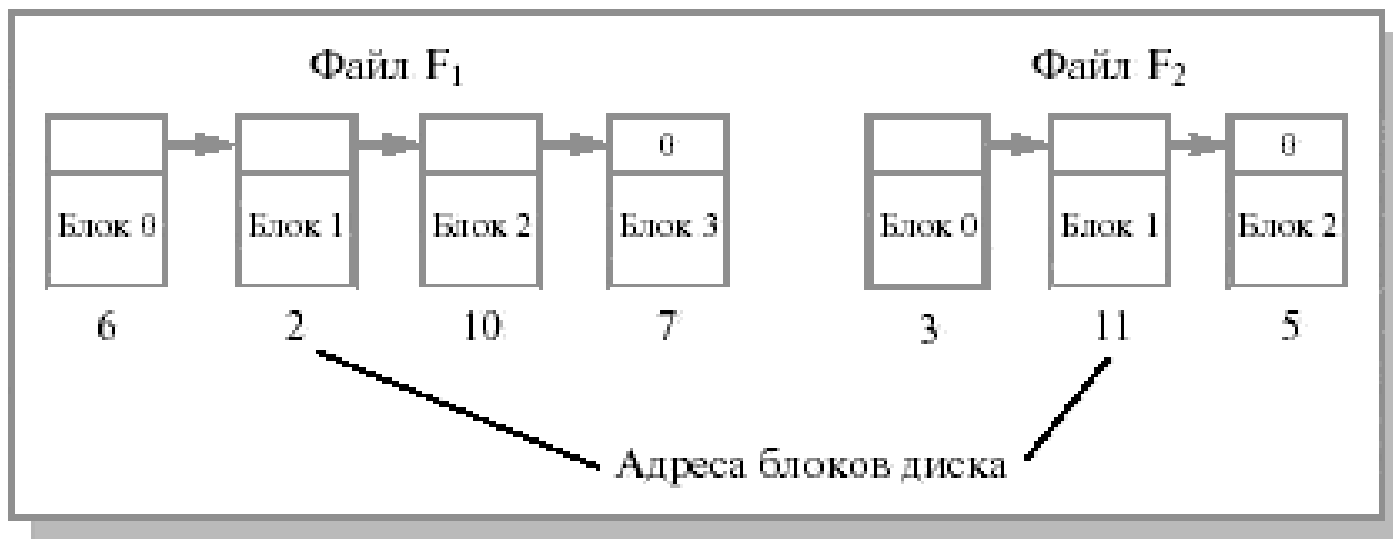 Файл F₁
Файл F₂
0
0
Блок 0
Блок 1
Блок 2
Блок 3
Блок 0
Блок 1
Блок 2
6
2
10
7
3
11
5
Адреса блоков диска